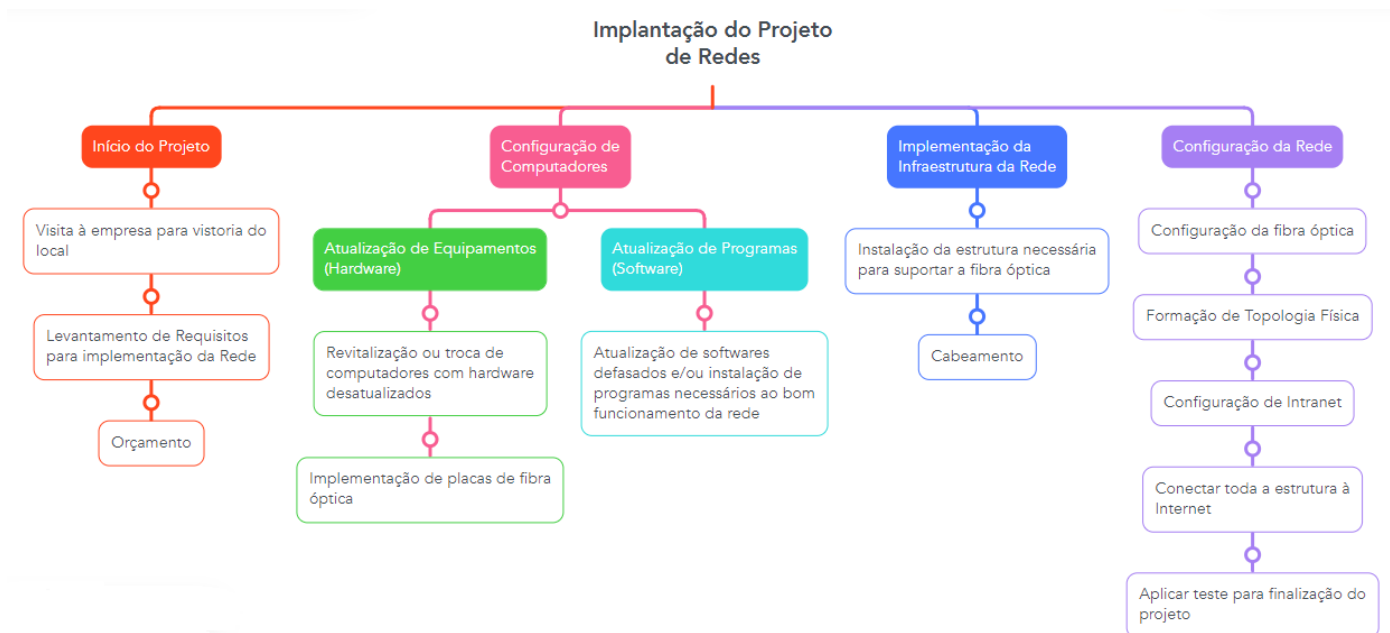 Implantação do Projeto
de Redes
Início do Projeto
Visita à empresa para vistoria do
local
Levantamento de Requisitos
para implementação da Rede
Orçamento
Configuração de
Computadores
Atualização de Equipamentos
(Hardware)
Revitalização ou troca de
computadores com hardware
desatualizados
Implementação de placas de fibra
óptica
Atualização de Programas
(Software)
Atualização de softwares
defasados e/ou instalação de
programas necessários ao bom
funcionamento da rede
Implementação da
Infraestrutura da Rede
Instalação da estrutura necessária
para suportar a fibra óptica
Cabeamento
Configuração da Rede
Configuração da fibra óptica
Formação de Topologia Física
Configuração de Intranet
Conectar toda a estrutura à
Internet
Aplicar teste para finalização do
projeto